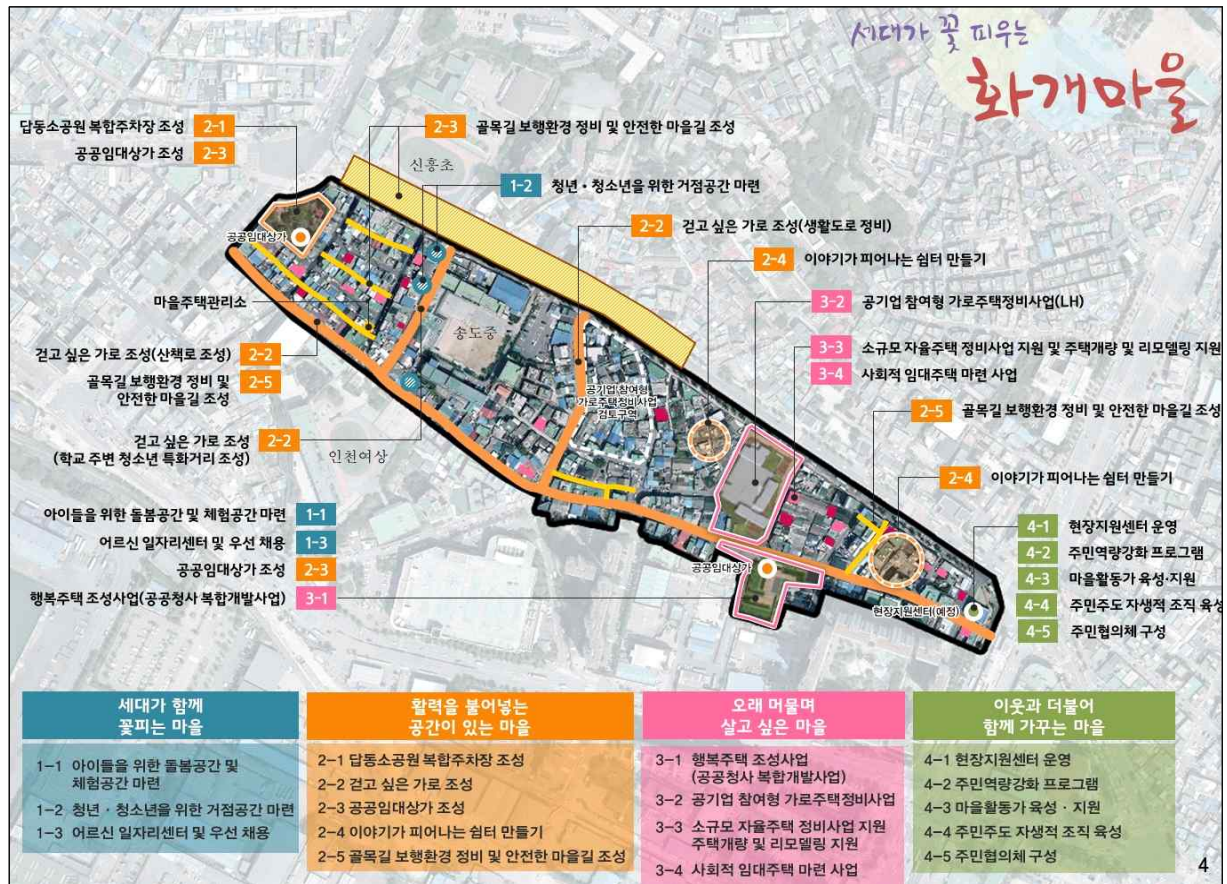 세대가 꽃 피우는
화개마을
답동소공원 복합주차장 조성 2-1
공공임대상가 조성 2-3
2-3 골목길 보행환경 정비 및 안전한 마을길 조성
신흥초
1-2 청년·청소년을 위한 거점공간 마련
2-2 걷고 싶은 가로 조성(생활도로 정비)
2-4 이야기가 피어나는 쉼터 만들기
3-2 공기업 참여형 가로주택정비사업(LH)
3-3 소규모 자율주택 정비사업 지원 및 주택개량 및 리모델링 지원
3-4 사회적 임대주택 마련 사업
2-5 골목길 보행환경 정비 및 안전한 마을길 조성
2-4 이야기가 피어나는 쉼터 만들기
공공임대상가
마을주택관리소
송도중
걷고 싶은 가로 조성(산책로 조성) 2-2
골목길 보행환경 정비 및 2-5
안전한 마을길 조성
공기업 참여형
가로주택정비사업
검토구역
걷고 싶은 가로 조성 2-2
(학교 주변 청소년 특화거리 조성)
인천여상
아이들을 위한 돌봄공간 및 체험공간 마련 1-1
어르신 일자리센터 및 우선 채용 1-3
공공임대상가 조성 2-3
행복주택 조성사업(공공청사 복합개발사업) 3-1
공공임대상가
현장지원센터(예정)
4-1 현장지원센터 운영
4-2 주민역량강화 프로그램
4-3 마을활동가 육성·지원
4-4 주민주도 자생적 조직 육성
4-5 주민협의체 구성
세대가 함께
꽃피는 마을
1-1 아이들을 위한 돌봄공간 및
체험공간 마련
1-2 청년·청소년을 위한 거점공간 마련
1-3 어르신 일자리센터 및 우선 채용
활력을 불어넣는
공간이 있는 마을
2-1 답동소공원 복합주차장 조성
2-2 걷고 싶은 가로 조성
2-3 공공임대상가 조성
2-4 이야기가 피어나는 쉼터 만들기
2-5 골목길 보행환경 정비 및 안전한 마을길 조성
오래 머물며
살고 싶은 마을
3-1 행복주택 조성사업
(공공청사 복합개발사업)
3-2 공기업 참여형 가로주택정비사업
3-3 소규모 자율주택 정비사업 지원
주택개량 및 리모델링 지원
3-4 사회적 임대주택 마련 사업
이웃과 더불어
함께 가꾸는 마을
4-1 현장지원센터 운영
4-2 주민역량강화 프로그램
4-3 마을활동가 육성·지원
4-4 주민주도 자생적 조직 육성
4-5 주민협의체 구성
4